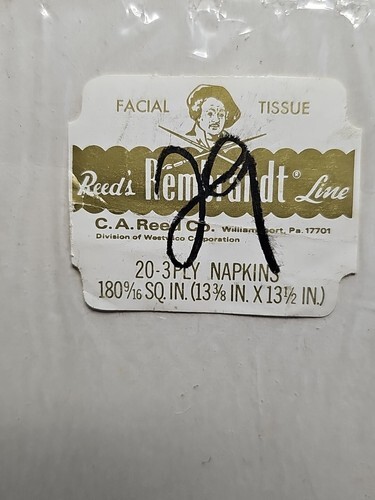 FACIAL TISSUE
Reed's Rembrandt® Line
29
C. A. Reed Co. Williamsport, Pa. 17701
Division of Westvaco Corporation
20-3PLY NAPKINS
180 9/16 SQ. IN. (13 3/8 IN. X 13 1/2 IN.)